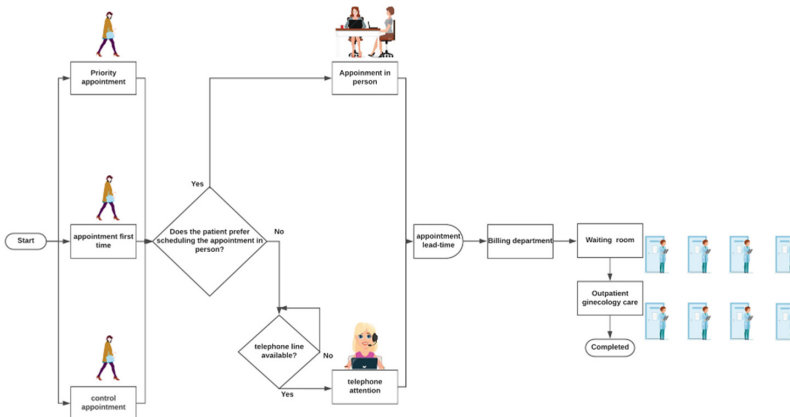 Priority
appointment
Appoinment in
person
Yes
Start
appointment first
time
Does the patient prefer
scheduling the appointment in
person?
No
appointment
lead-time
Billing department
Waiting room
Outpatient
ginecology care
Completed
telephone line
available?
No
Yes
telephone
attention
control
appointment